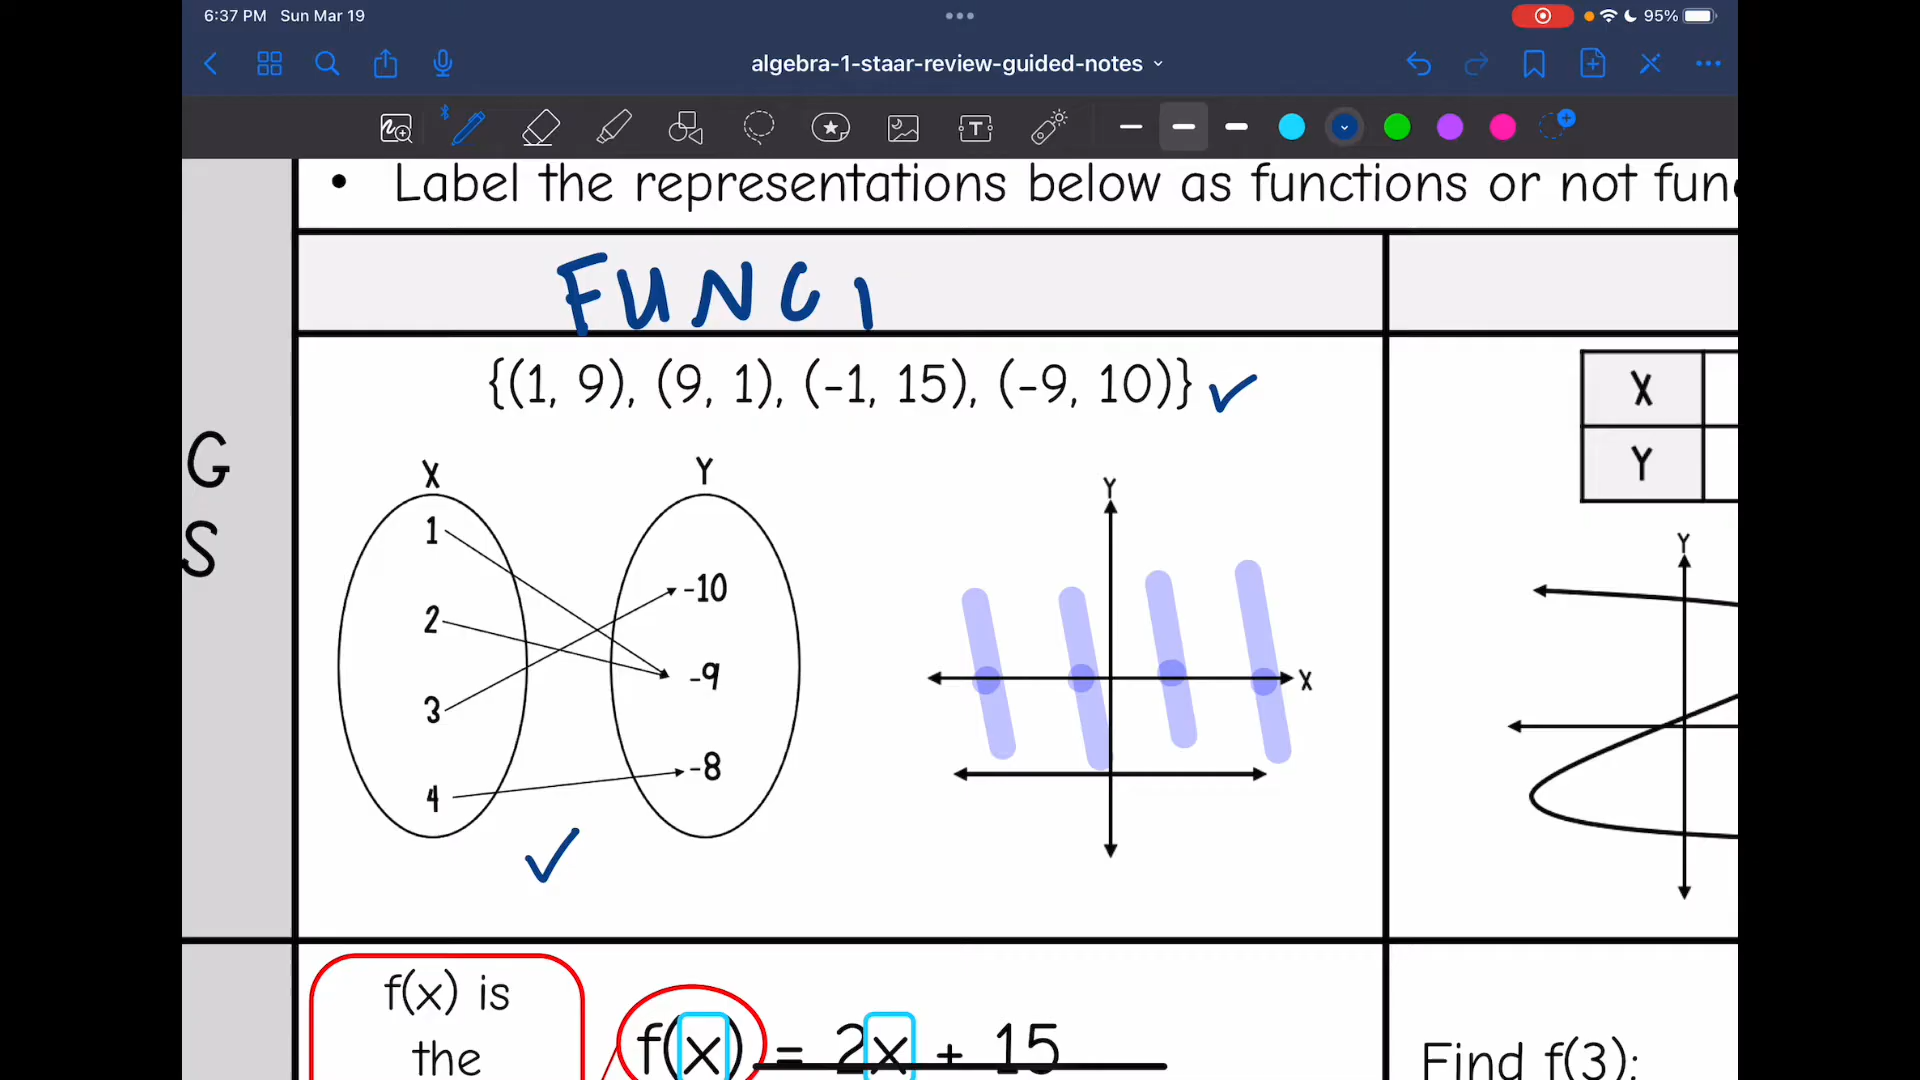 6:37 PM Sun Mar 19
95%
algebra-1-staar-review-guided-notes
T
• Label the representations below as functions or not func
FUNCI
{(1, 9), (9, 1), (-1, 15), (-9, 10)} ✓
X
Y
G
S
X
Y
1
2
3
4
-10
-9
-8
✓
Y
X
Y
f(x) is
the
f(x) = 2x + 15
Find f(3):